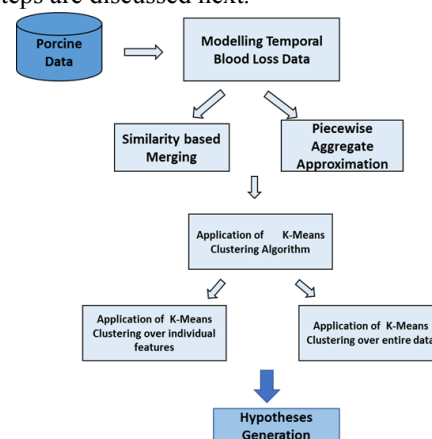 steps are discussed next.
Porcine
Data
Modelling Temporal
Blood Loss Data
Similarity based
Merging
Piecewise
Aggregate
Approximation
Application of K-Means
Clustering Algorithm
Application of K-Means
Clustering over individual
features
Application of K-Means
Clustering over entire data
Hypotheses
Generation